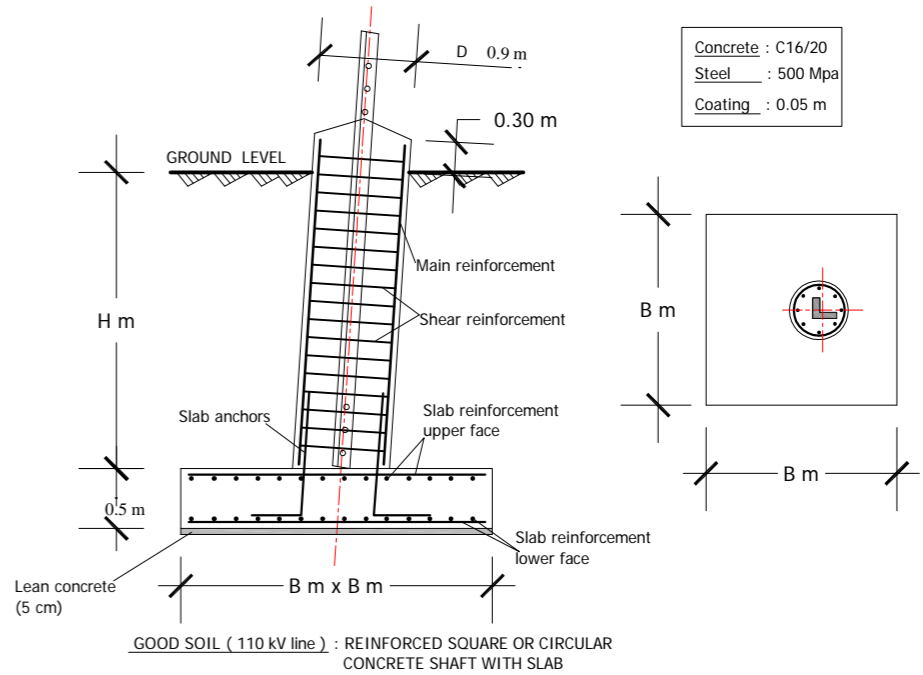 D 0.9 m
Concrete : C16/20
Steel : 500 Mpa
Coating : 0.05 m
0.30 m
GROUND LEVEL
Main reinforcement
H m
B m
Shear reinforcement
Slab anchors
Slab reinforcement
upper face
B m
0.5 m
Slab reinforcement
lower face
Lean concrete
(5 cm)
B m x B m
GOOD SOIL ( 110 kV line ) : REINFORCED SQUARE OR CIRCULAR
CONCRETE SHAFT WITH SLAB